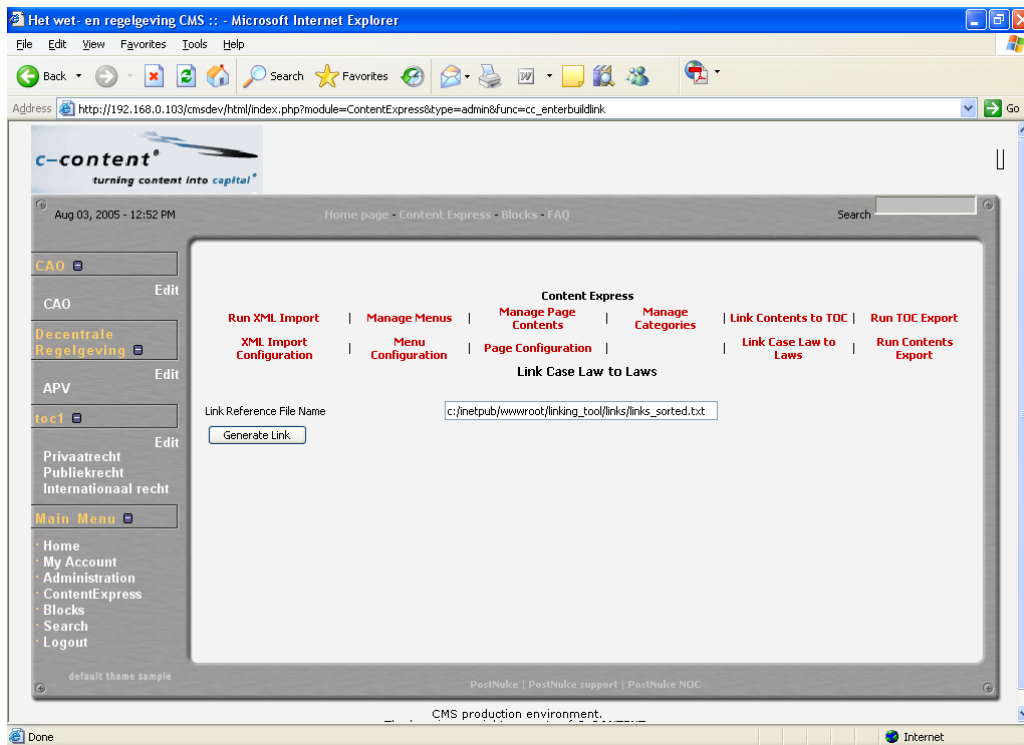 Het wet- en regelgeving CMS :: - Microsoft Internet Explorer
File Edit View Favorites Tools Help
Back Search Favorites
Address http://192.168.0.103/cmsdev/html/index.php?module=ContentExpress&type=admin&func=cc_enterbuildlink Go
c-content®
turning content into capital®
Aug 03, 2005 - 12:52 PM Home page - Content Express - Blocks - FAQ Search
CAO
Edit
CAO
Decentrale
Regelgeving
Edit
APV
toc1
Edit
Privaatrecht
Publiekrecht
Internationaal recht
Main Menu
· Home
· My Account
· Administration
· ContentExpress
· Blocks
· Search
· Logout
default theme sample
Content Express
Run XML Import | Manage Menus | Manage Page Contents | Manage Categories | Link Contents to TOC | Run TOC Export
XML Import Configuration | Menu Configuration | Page Configuration | | Link Case Law to Laws | Run Contents Export
Link Case Law to Laws
Link Reference File Name c:/inetpub/wwwroot/linking_tool/links/links_sorted.txt
Generate Link
PostNuke | PostNuke support | PostNuke NOC
CMS production environment.
Done Internet